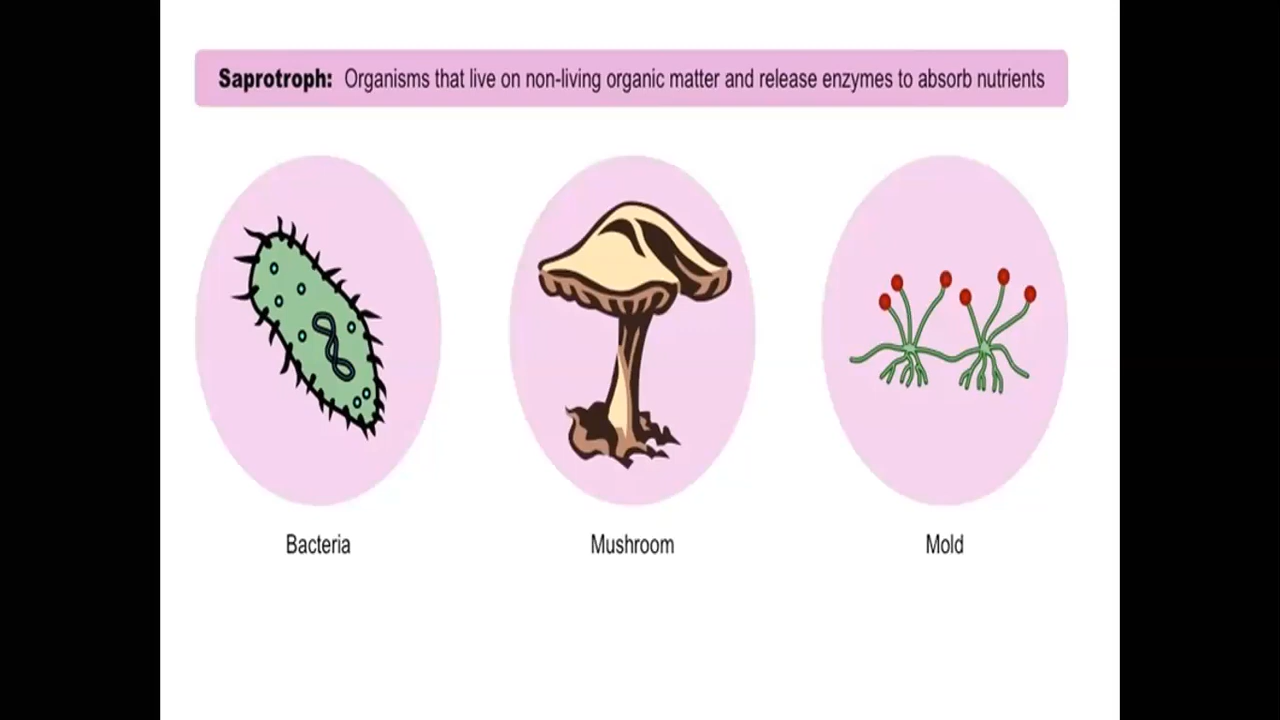 Saprotroph: Organisms that live on non-living organic matter and release enzymes to absorb nutrients
Bacteria
Mushroom
Mold